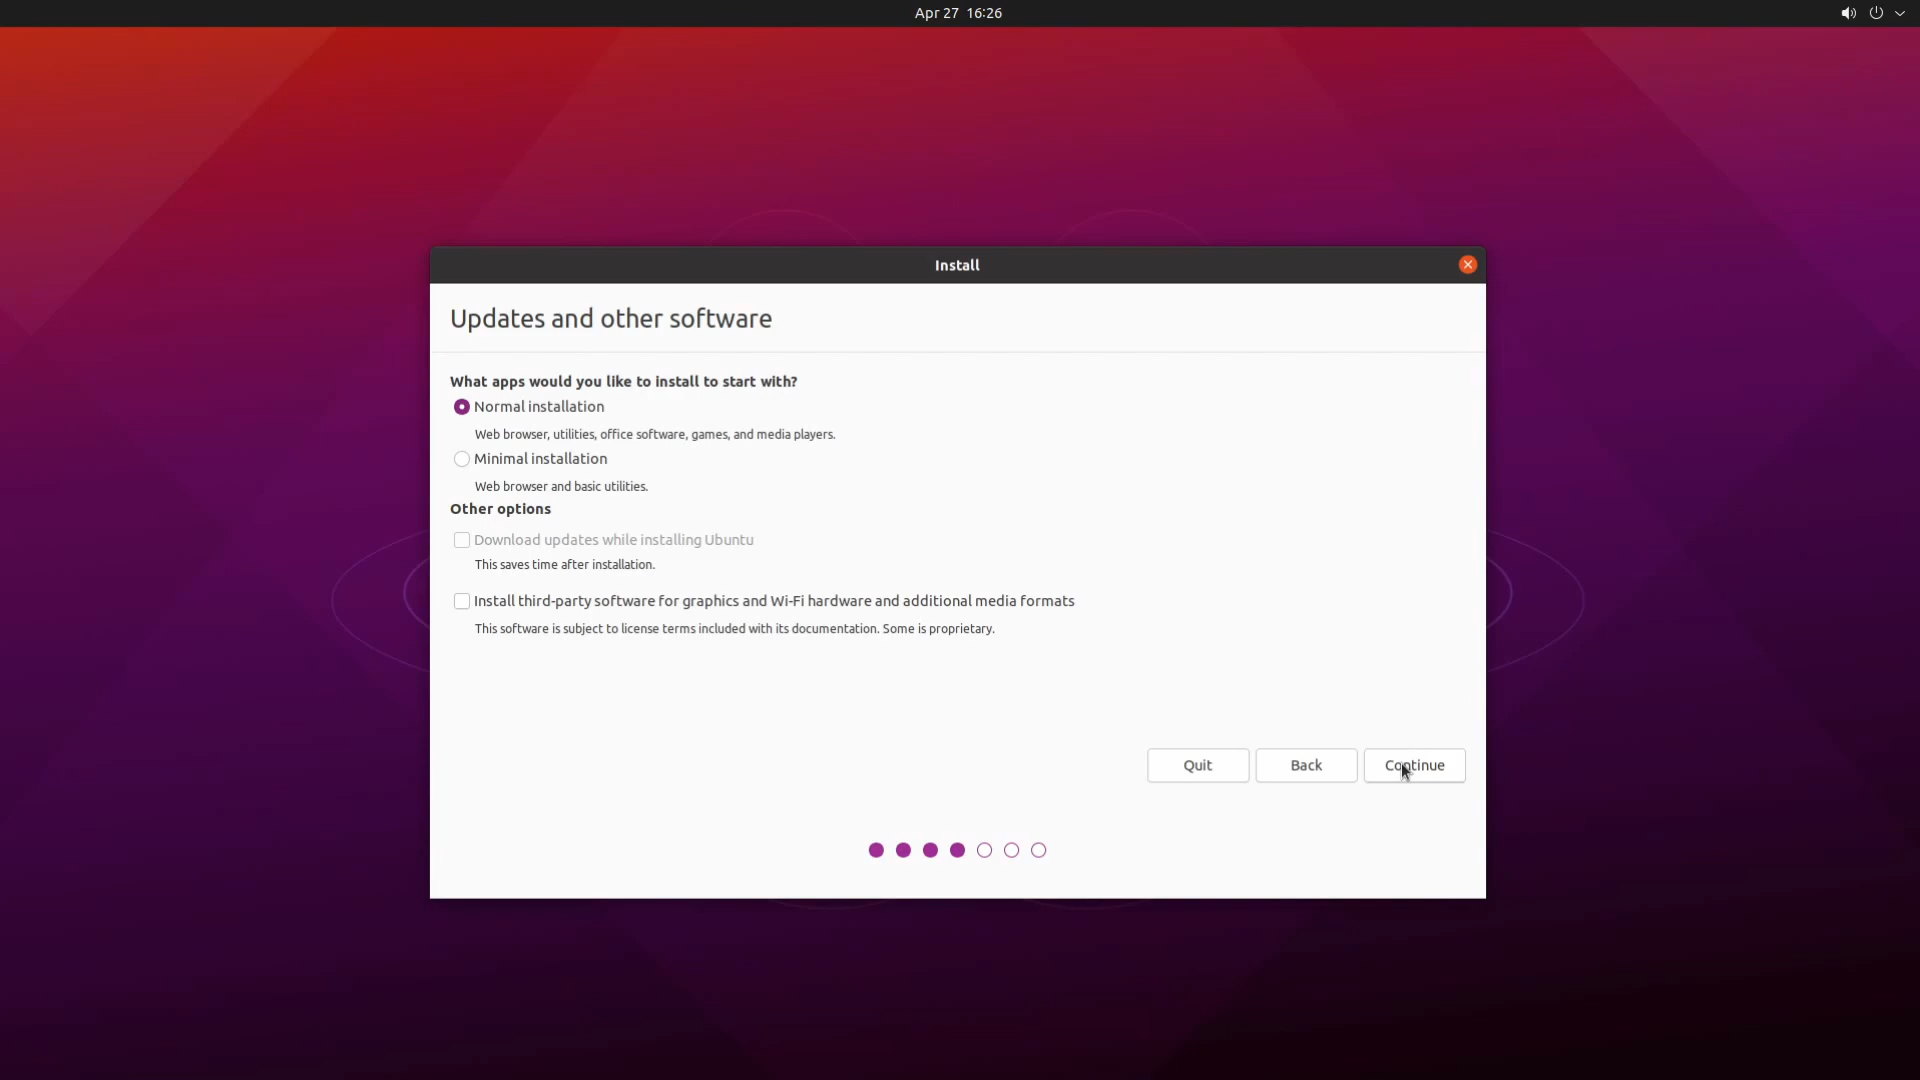 Apr 27 16:26
Install
Updates and other software
What apps would you like to install to start with?
Normal installation
Web browser, utilities, office software, games, and media players.
Minimal installation
Web browser and basic utilities.
Other options
Download updates while installing Ubuntu
This saves time after installation.
Install third-party software for graphics and Wi-Fi hardware and additional media formats
This software is subject to license terms included with its documentation. Some is proprietary.
Quit Back Continue